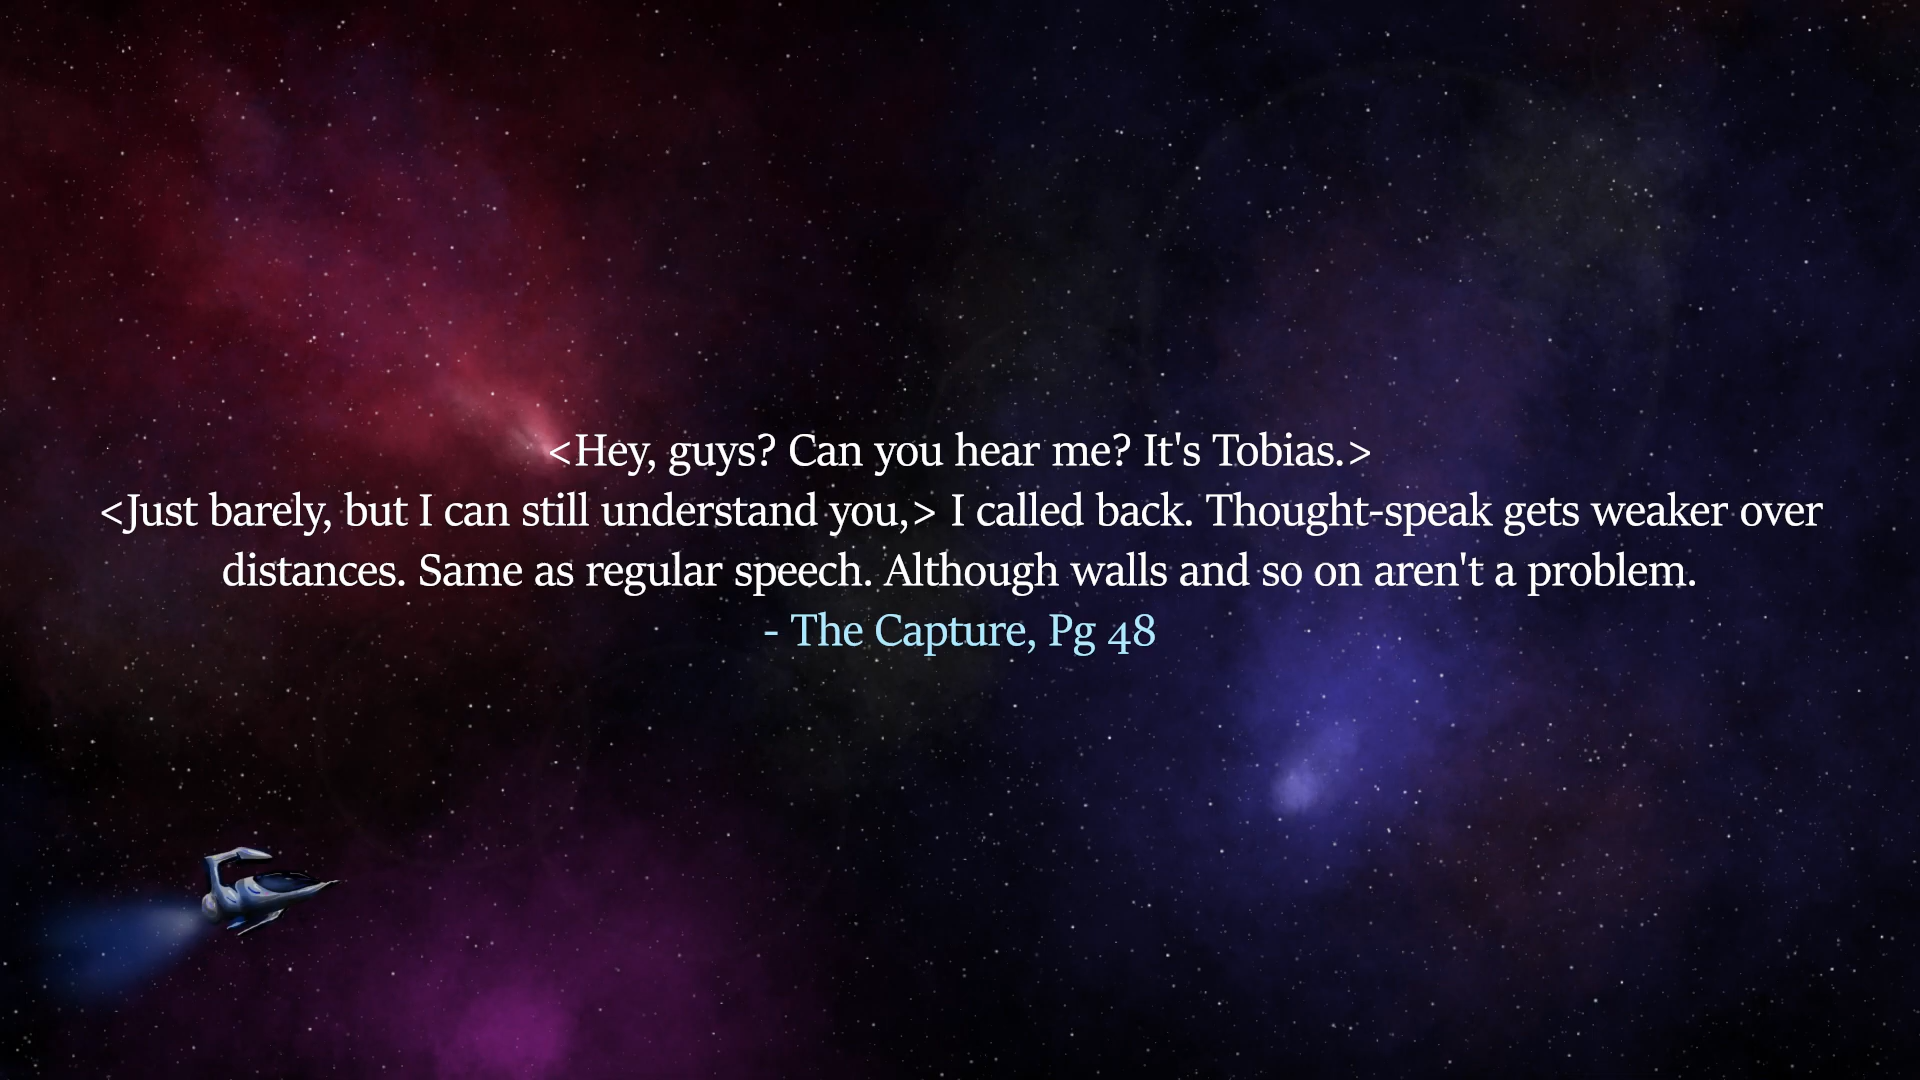 <Hey, guys? Can you hear me? It's Tobias.>
<Just barely, but I can still understand you,> I called back. Thought-speak gets weaker over
distances. Same as regular speech. Although walls and so on aren't a problem.
- The Capture, Pg 48